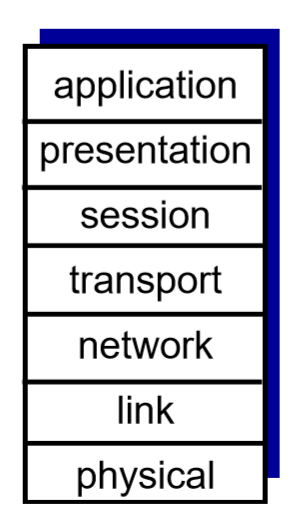 application
presentation
session
transport
network
link
physical